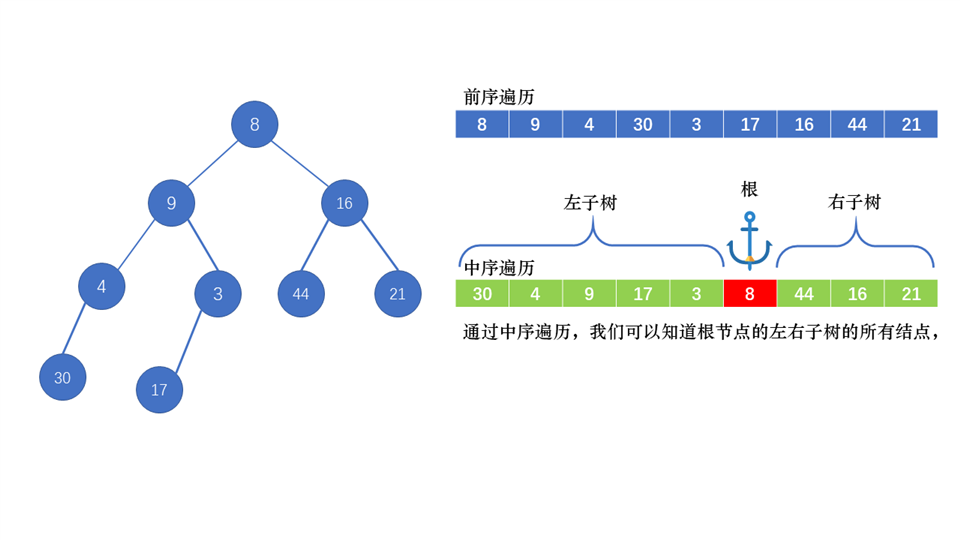 8
9
16
4
3
44
21
30
17
前序遍历
8 9 4 30 3 17 16 44 21
根
左子树
右子树
中序遍历
30 4 9 17 3 8 44 16 21
通过中序遍历，我们可以知道根节点的左右子树的所有结点，